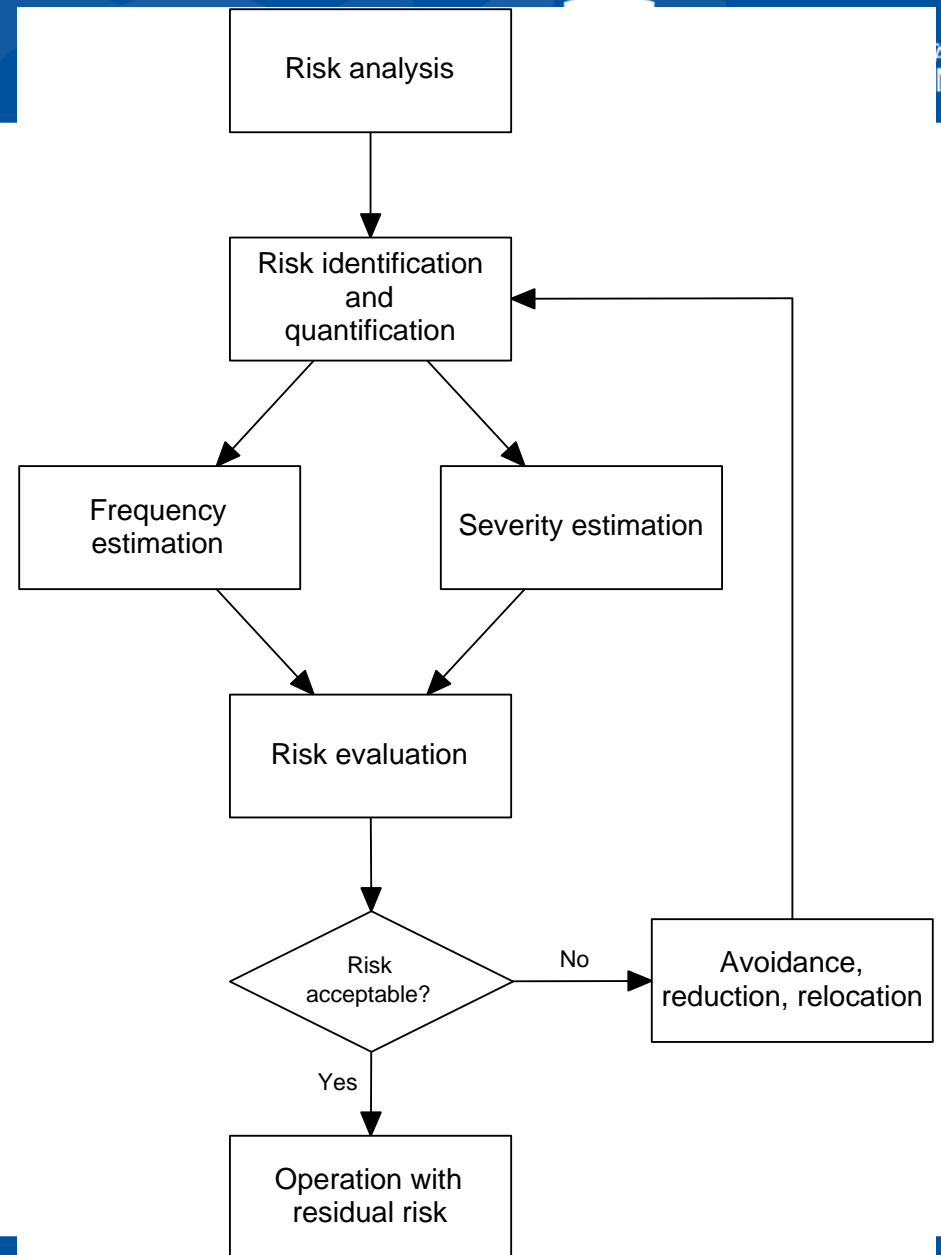 Risk analysis
Risk identification
and
quantification
Frequency
estimation
Severity estimation
Risk evaluation
Risk
acceptable?
No
Avoidance,
reduction, relocation
Yes
Operation with
residual risk